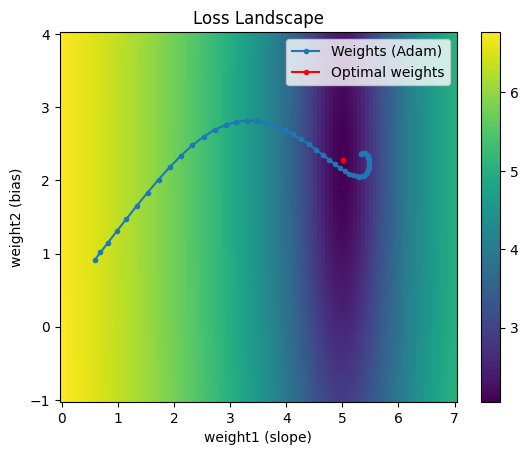 Loss Landscape
Weights (Adam)
Optimal weights
4
3
2
1
0
−1
weight2 (bias)
0 1 2 3 4 5 6 7
weight1 (slope)
6
5
4
3